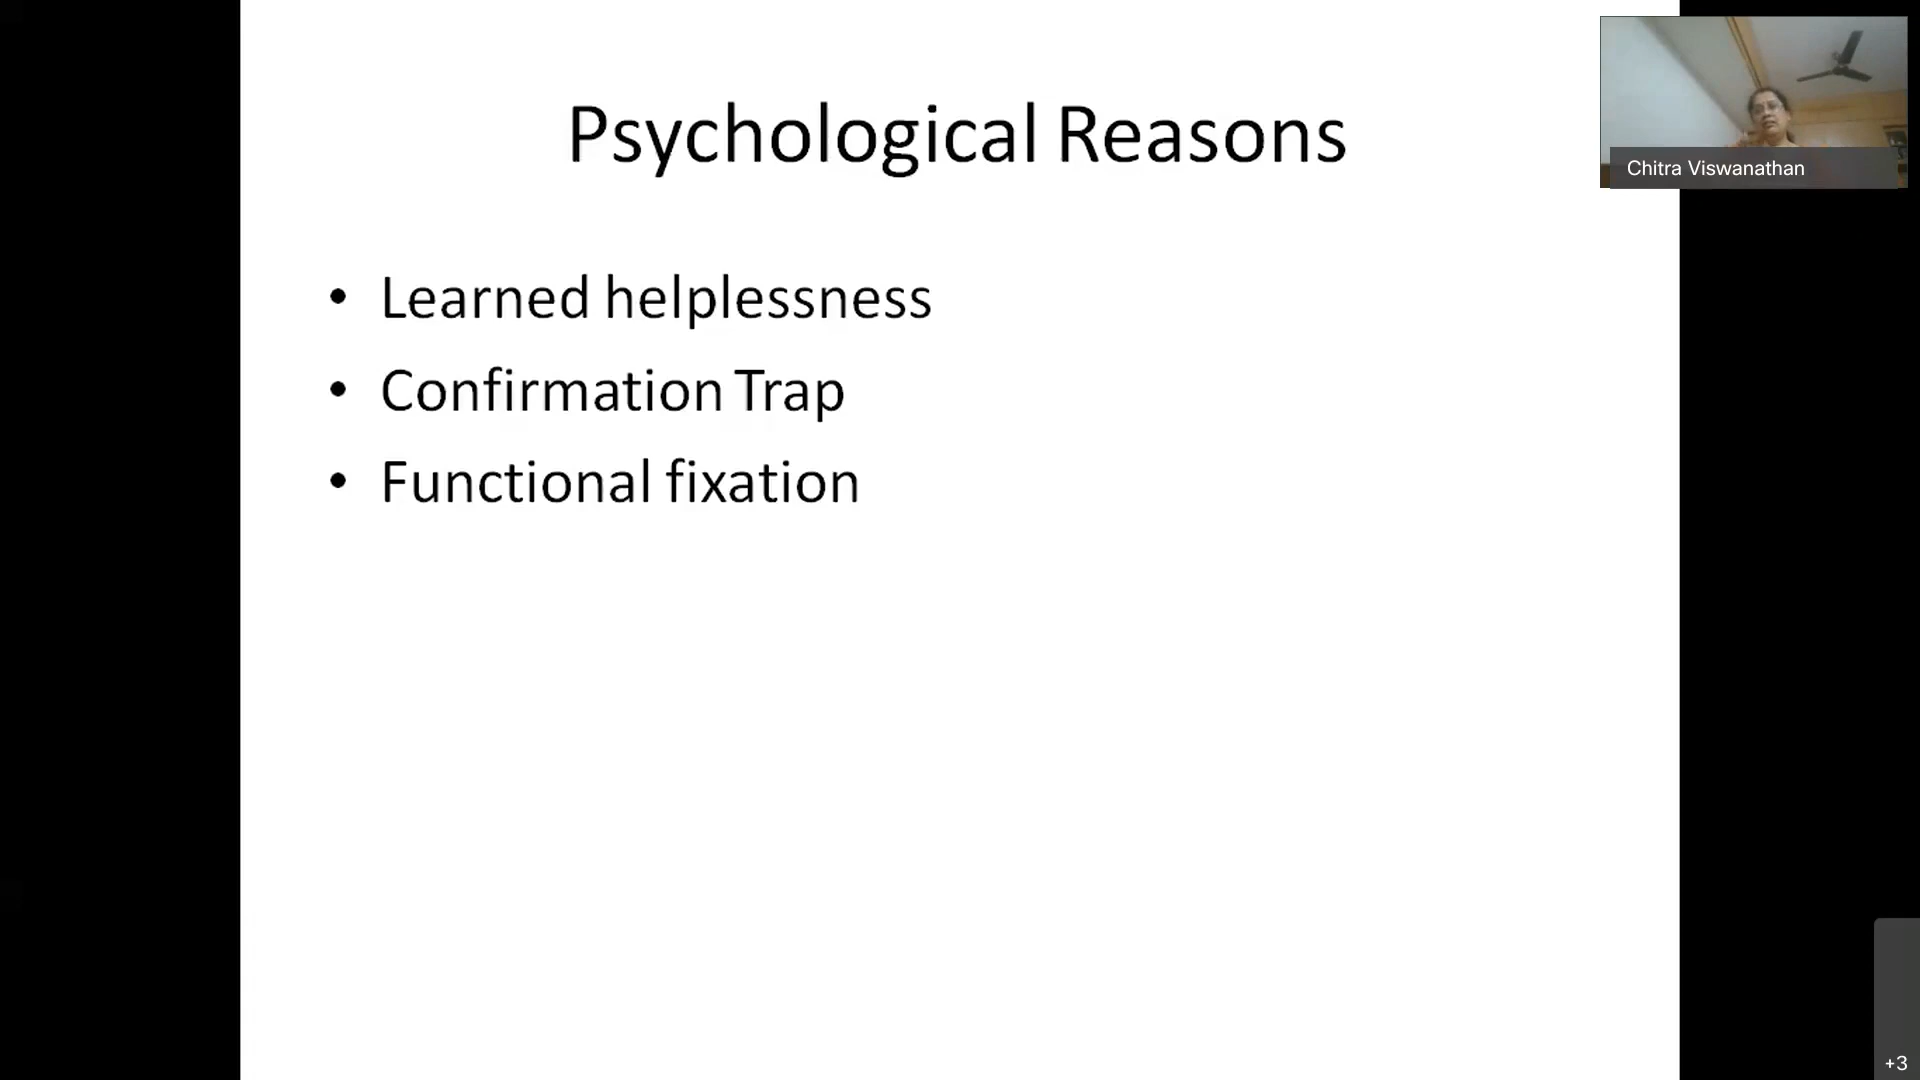 Psychological Reasons
Chitra Viswanathan
• Learned helplessness
• Confirmation Trap
• Functional fixation
+3